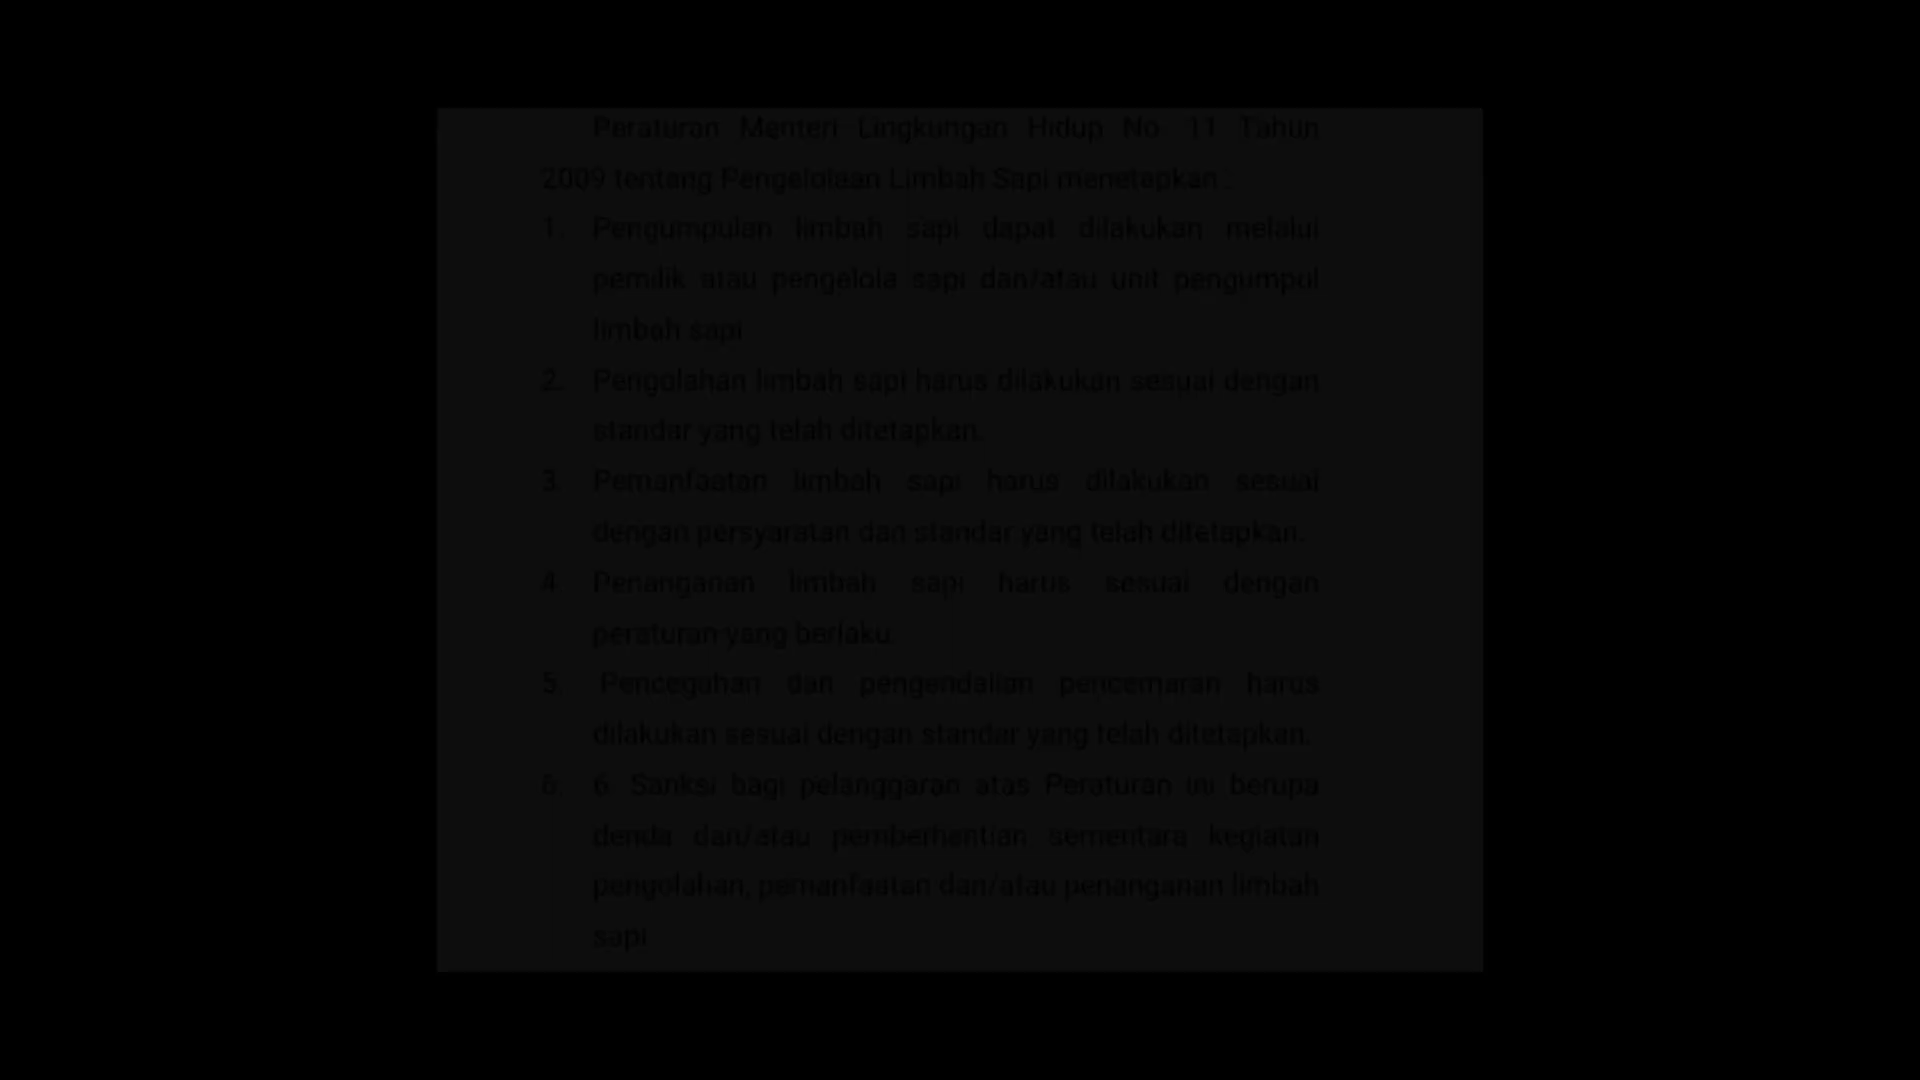 Peraturan Menteri Lingkungan Hidup No. 11 Tahun
2009 tentang Pengelolaan Limbah Sapi menetapkan :
1. Pengumpulan limbah sapi dapat dilakukan melalui
pemilik atau pengelola sapi dan/atau unit pengumpol
limbah sapi
2. Pengolahan limbah sapi harus dilakukan sesuai dengan
standar yang telah ditetapkan.
3. Pemanfaatan limbah sapi harus dilakukan sesuai
dengan persyaratan dan standar yang telah ditetapkan.
4. Penanganan limbah sapi harus sesuai dengan
peraturan yang berlaku
5. Pencegahan dan pengendalian pencemaran harus
dilakukan sesuai dengan standar yang telah ditetapkan.
6. 6. Sanksi bagi pelanggaran atas Peraturan ini berupa
denda dan/atau pemberhentian sementara kegiatan
pengolahan, pemanfaatan dan/atau penanganan limbah
sapi